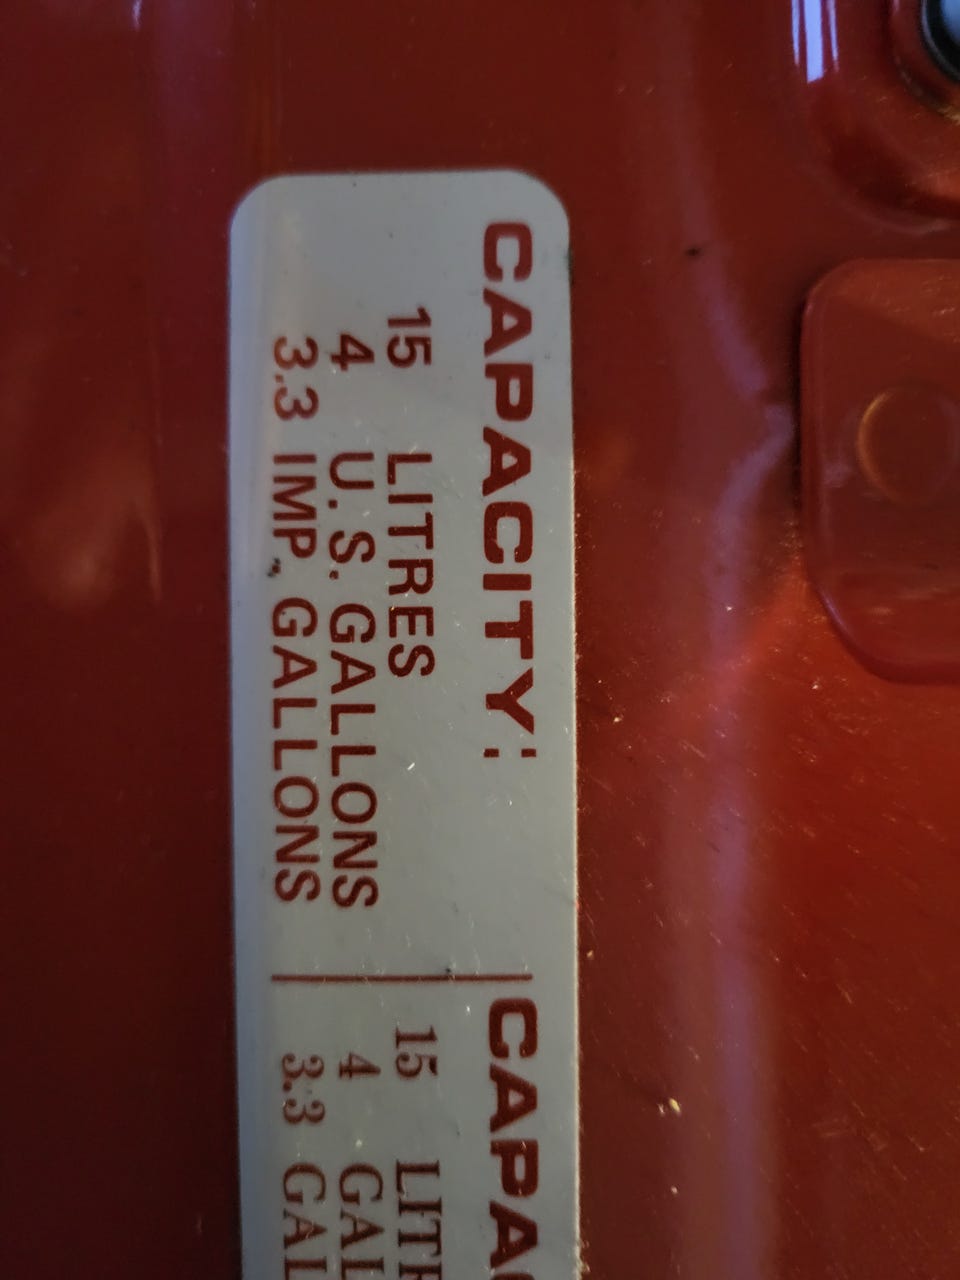 CAPACITY:
15 LITRES
4 U.S. GALLONS
3.3 IMP. GALLONS
CAPA
15 LITR
4 GAL
3.3 GAL